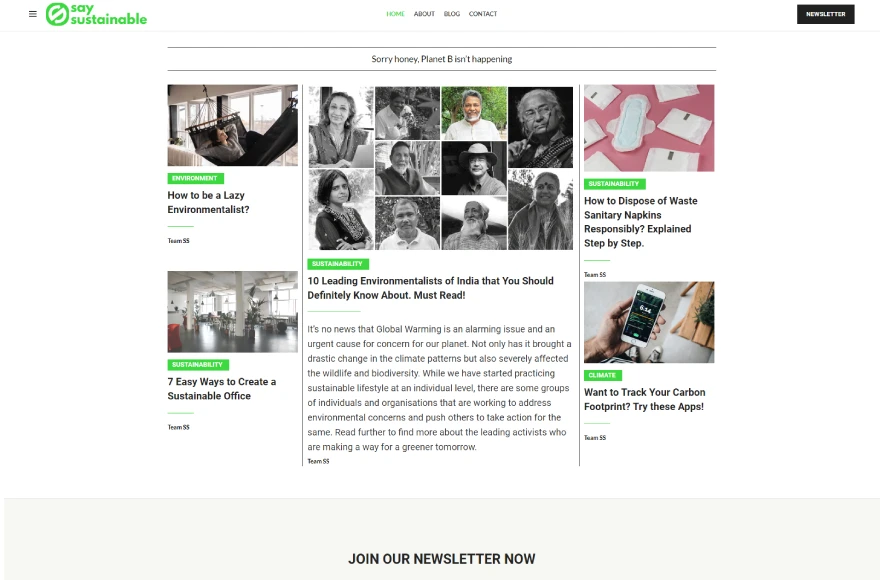 say
sustainable
HOME ABOUT BLOG CONTACT
NEWSLETTER
Sorry honey, Planet B isn't happening
ENVIRONMENT
How to be a Lazy
Environmentalist?
Team SS
SUSTAINABILITY
7 Easy Ways to Create a
Sustainable Office
Team SS
SUSTAINABILITY
10 Leading Environmentalists of India that You Should
Definitely Know About. Must Read!
It's no news that Global Warming is an alarming issue and an
urgent cause for concern for our planet. Not only has it brought a
drastic change in the climate patterns but also severely affected
the wildlife and biodiversity. While we have started practicing
sustainable lifestyle at an individual level, there are some groups
of individuals and organisations that are working to address
environmental concerns and push others to take action for the
same. Read further to find more about the leading activists who
are making a way for a greener tomorrow.
Team SS
SUSTAINABILITY
How to Dispose of Waste
Sanitary Napkins
Responsibly? Explained
Step by Step.
Team SS
6.14
CLIMATE
Want to Track Your Carbon
Footprint? Try these Apps!
Team SS
JOIN OUR NEWSLETTER NOW